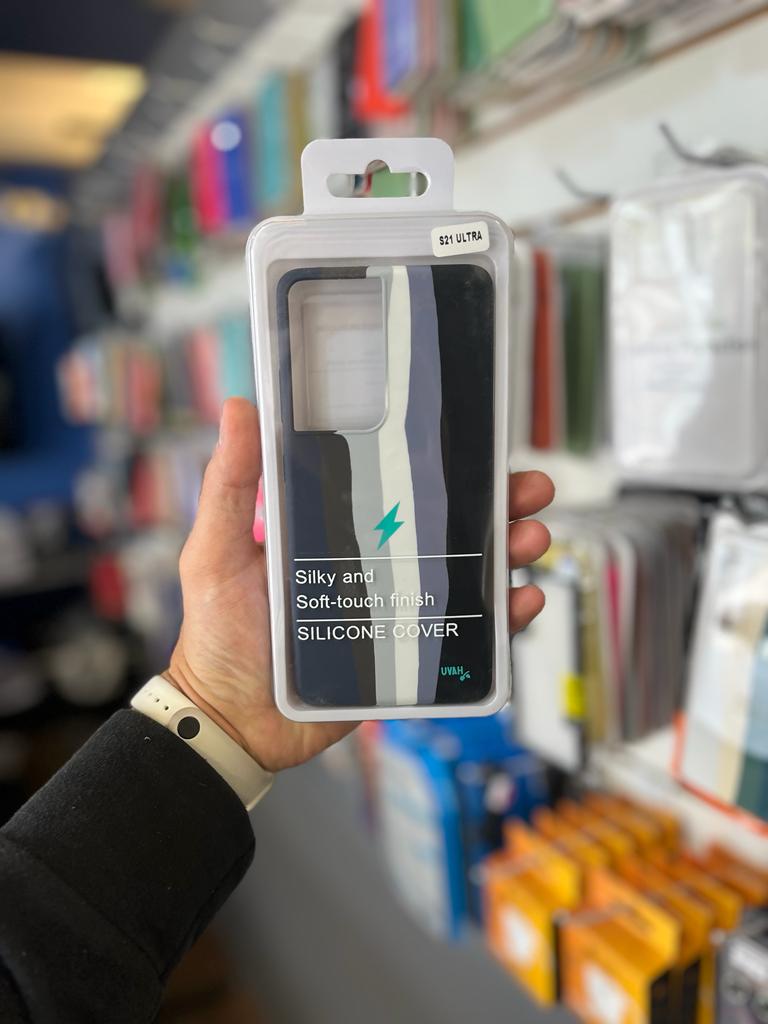 S21 ULTRA
Silky and
Soft-touch finish
SILICONE COVER
UVAH